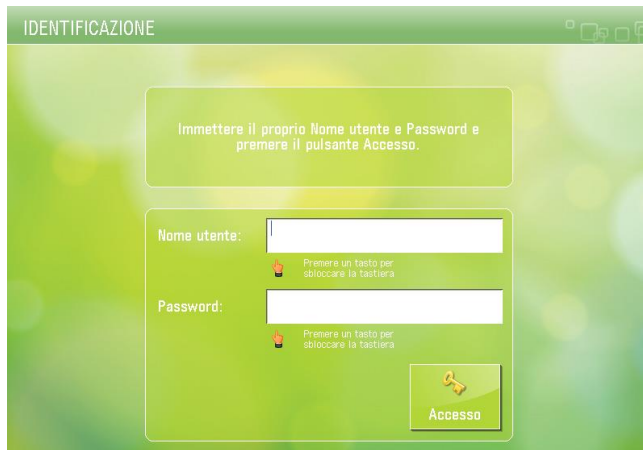 IDENTIFICAZIONE
Immettere il proprio Nome utente e Password e
premere il pulsante Accesso.
Nome utente:
Premere un tasto per
sbloccare la tastiera
Password:
Premere un tasto per
sbloccare la tastiera
Accesso